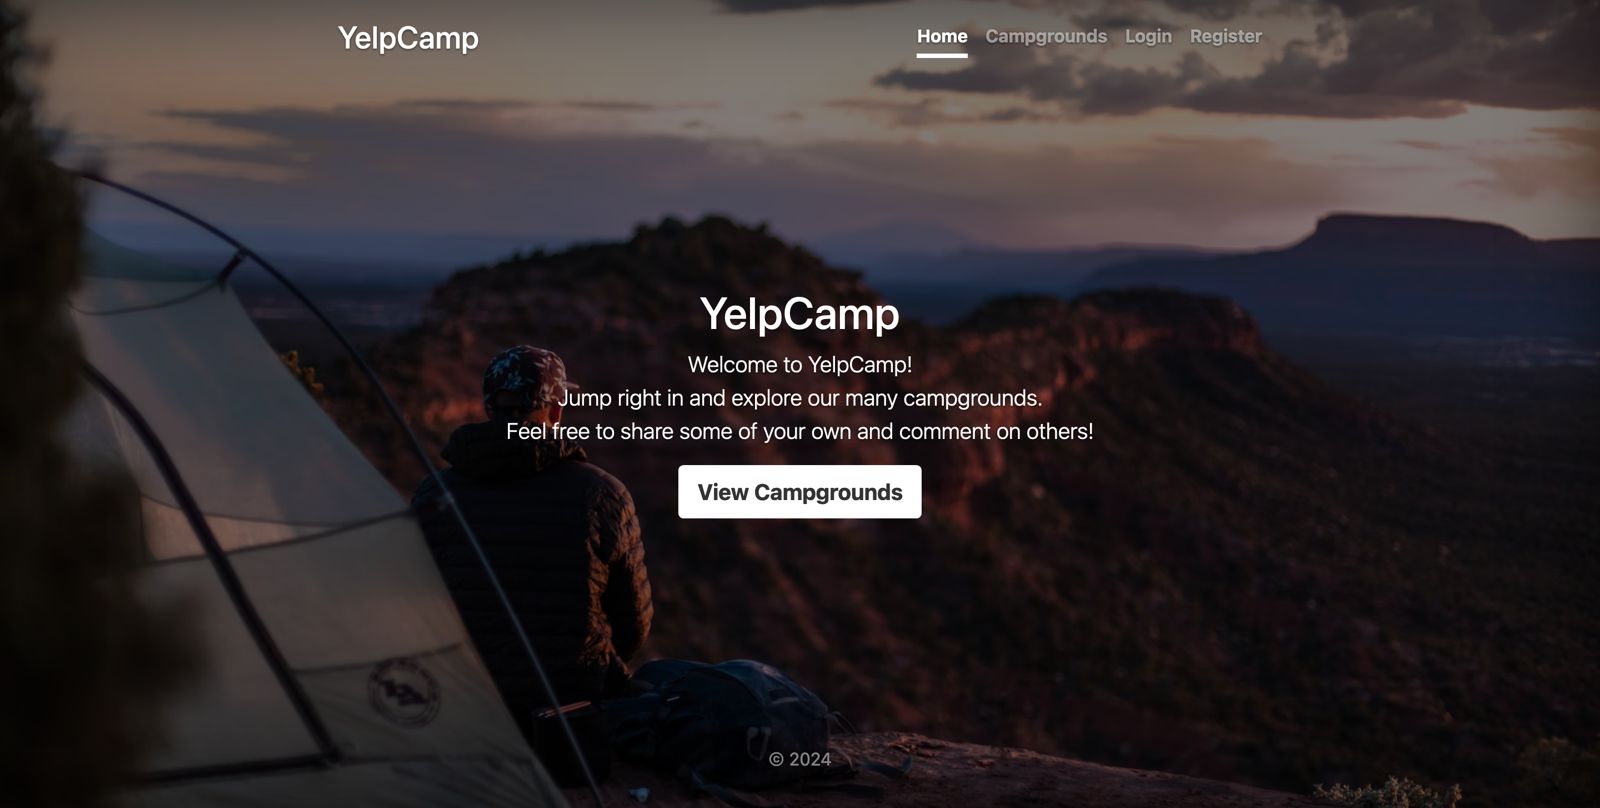 YelpCamp
Home Campgrounds Login Register
YelpCamp
Welcome to YelpCamp!
Jump right in and explore our many campgrounds.
Feel free to share some of your own and comment on others!
View Campgrounds
© 2024